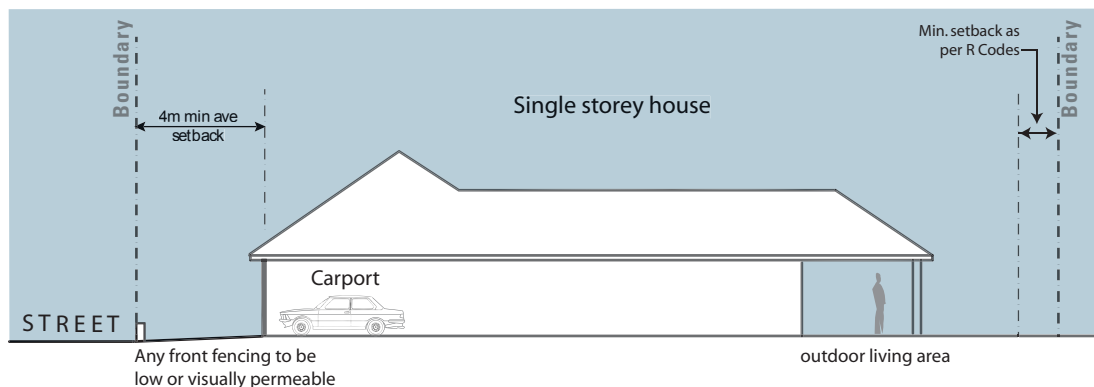 Boundary
4m min ave
setback
Single storey house
Min. setback as
per R Codes
Boundary
Carport
STREET
Any front fencing to be
low or visually permeable
outdoor living area